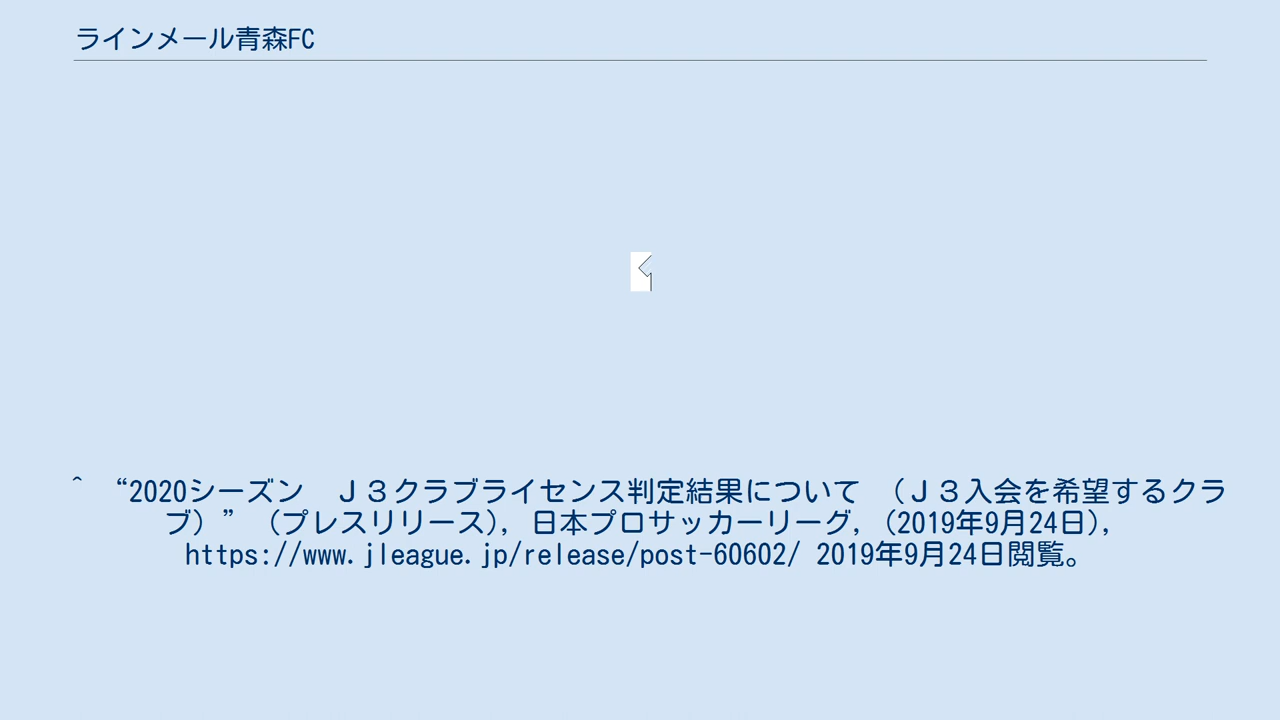 ラインメール青森FC
^ “2020シーズン　Ｊ３クラブライセンス判定結果について　（Ｊ３入会を希望するクラ
ブ）” (プレスリリース), 日本プロサッカーリーグ, (2019年9月24日),
https://www.jleague.jp/release/post-60602/ 2019年9月24日閲覧。